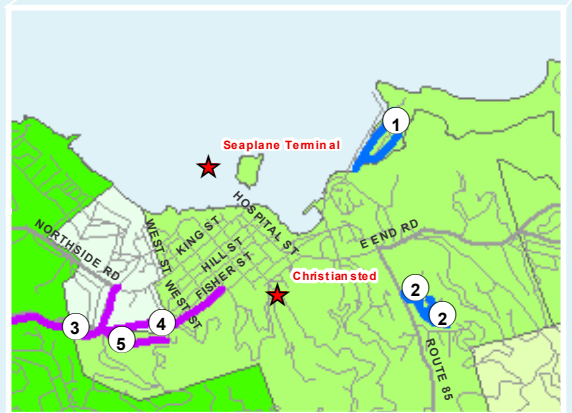 1
Seaplane Terminal
HOSPITAL ST
KING ST
WEST ST
NORTHSIDE RD
E END RD
HILL ST
FISHER ST
Christiansted
WEST ST
2
2
3
4
5
ROUTE 85